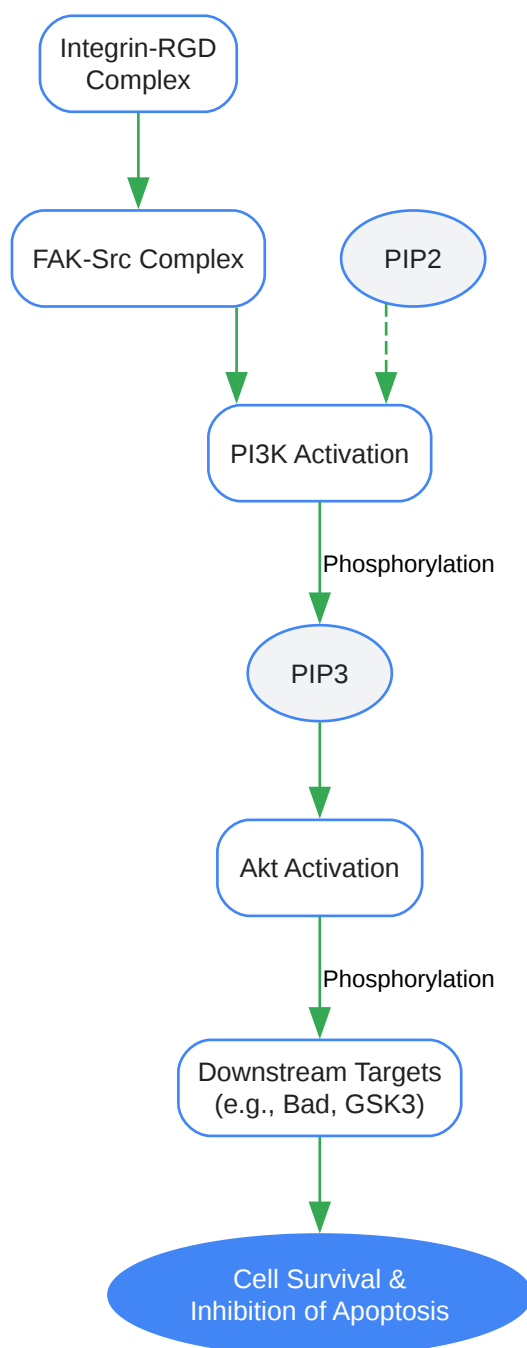 Integrin-RGD
Complex
FAK-Src Complex
PIP2
PI3K Activation
Phosphorylation
PIP3
Akt Activation
Phosphorylation
Downstream Targets
(e.g., Bad, GSK3)
Cell Survival &
Inhibition of Apoptosis